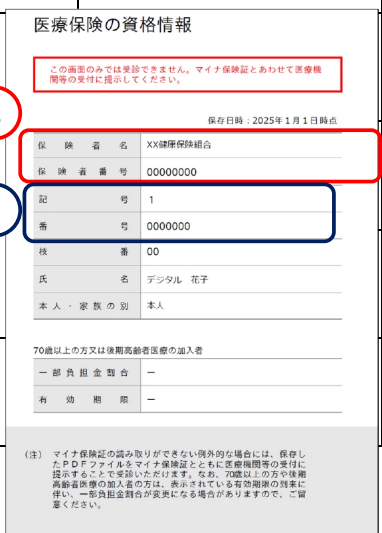 医療保険の資格情報
この画面のみでは受診できません。マイナ保険証とあわせて医療機
関等の受付に提示してください。
保存日時：2025年1月1日時点
保険者名 XX健康保険組合
保険者番号 00000000
記号 1
番号 0000000
枝番 00
氏名 デジタル 花子
本人・家族の別 本人
70歳以上の方又は後期高齢者医療の加入者
一部負担金割合 ー
有効期限 ー
(注) マイナ保険証の読み取りができない例外的な場合には、保存し
たPDFファイルをマイナ保険証とともに医療機関等の受付に
提示することで受診いただけます。なお、70歳以上の方や後期
高齢者医療の加入者の方は、表示されている有効期限の到来に
伴い、一部負担金割合が変更になる場合がありますので、ご留
意ください。